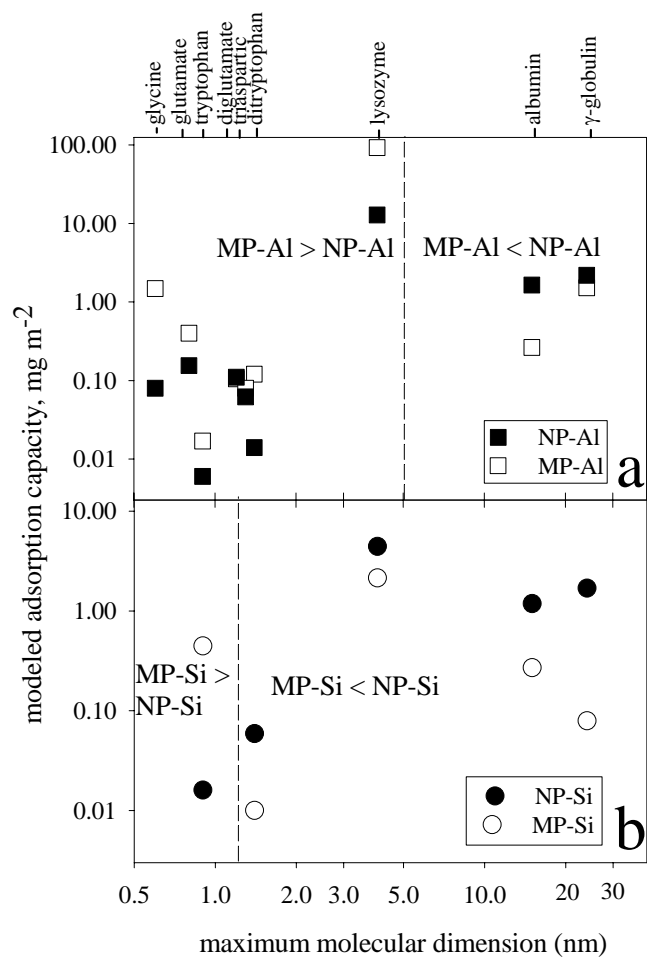 glycine
glutamate
tryptophan
diglutamate
triaspartic
ditryptophan
lysozyme
albumin
γ-globulin
100.00
10.00
1.00
0.10
0.01
MP-Al > NP-Al
MP-Al < NP-Al
NP-Al
MP-Al
a
modeled adsorption capacity, mg m-2
10.00
1.00
0.10
0.01
MP-Si >
NP-Si
MP-Si < NP-Si
NP-Si
MP-Si
b
0.5 1.0 2.0 3.0 5.0 10.0 20 30
maximum molecular dimension (nm)